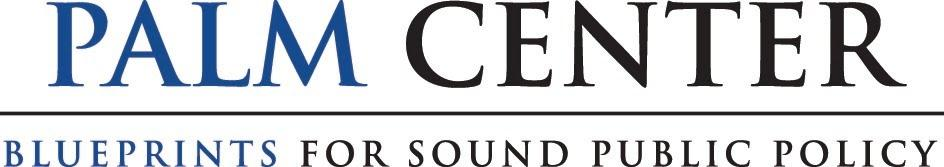 PALM CENTER
BLUEPRINTS FOR SOUND PUBLIC POLICY